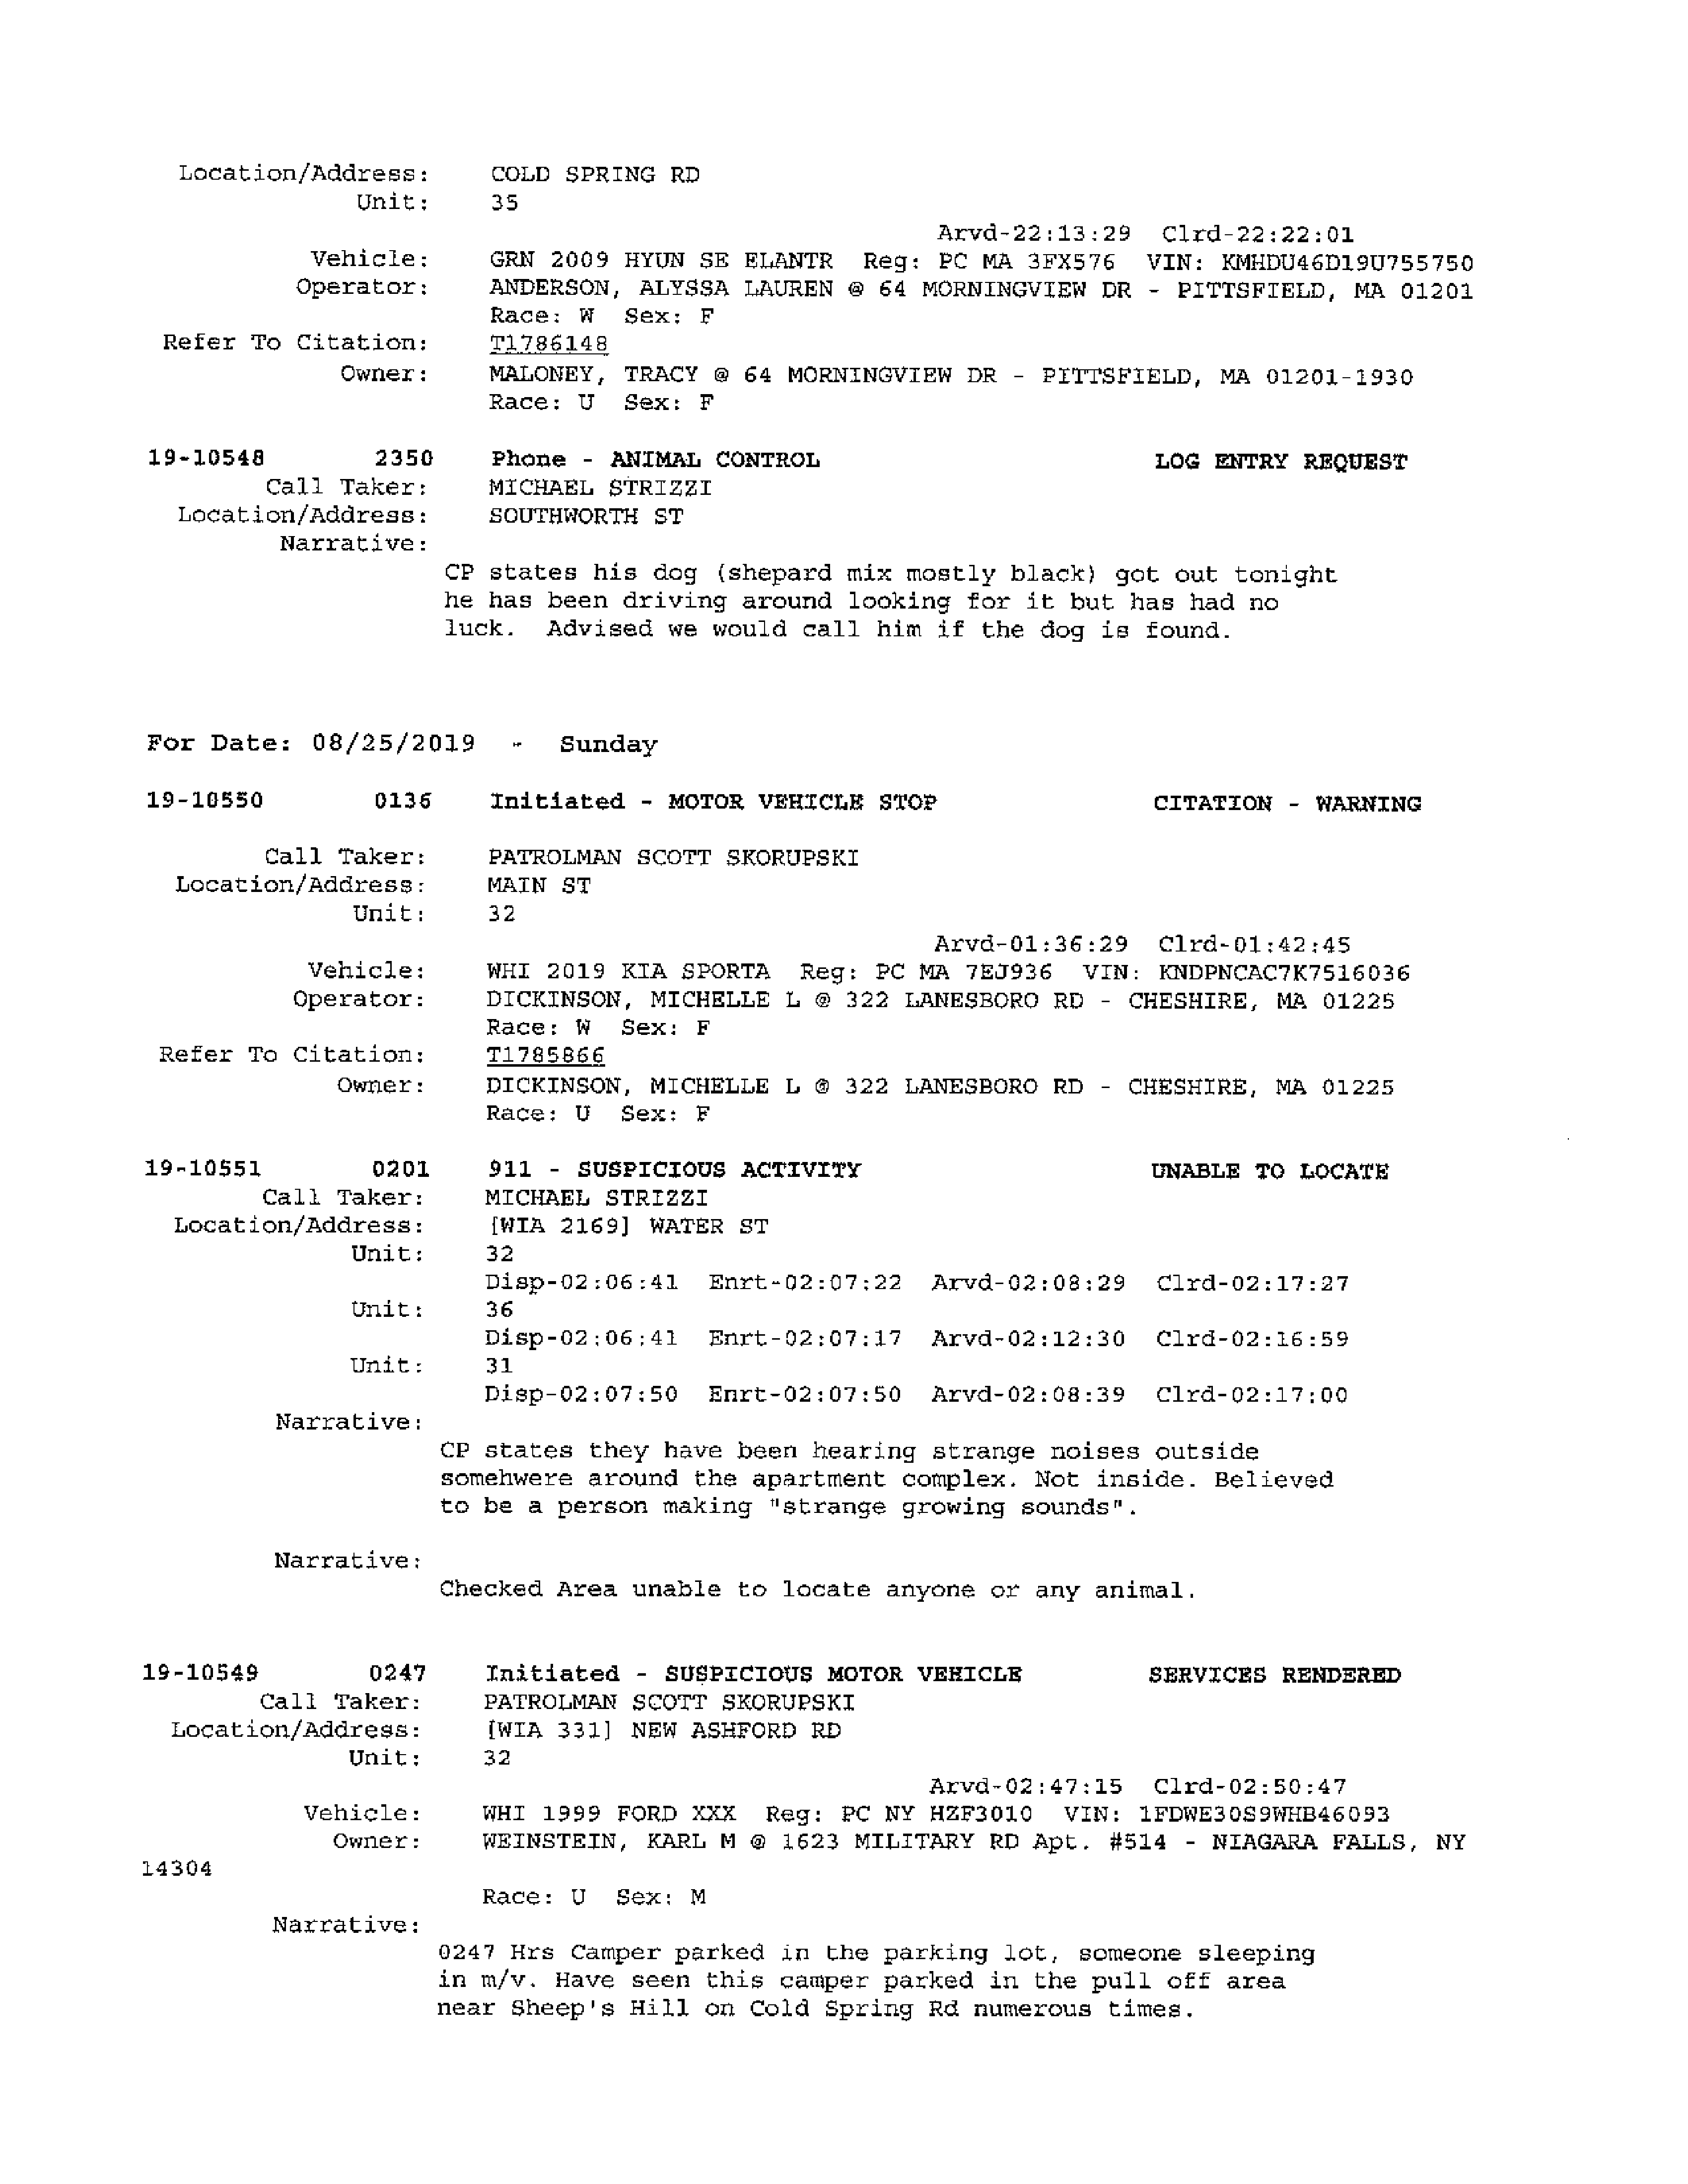 Location/Address: COLD SPRING RD
Unit: 35
Arvd-22:13:29 Clrd-22:22:01
Vehicle: GRN 2009 HYUN SE ELANTR Reg: PC MA 3FX576 VIN: KMHDU46D19U755750
Operator: ANDERSON, ALYSSA LAUREN @ 64 MORNINGVIEW DR - PITTSFIELD, MA 01201
Race: W Sex: F
Refer To Citation: T1786148
Owner: MALONEY, TRACY @ 64 MORNINGVIEW DR - PITTSFIELD, MA 01201-1930
Race: U Sex: F
19-10548 2350 Phone - ANIMAL CONTROL LOG ENTRY REQUEST
Call Taker: MICHAEL STRIZZI
Location/Address: SOUTHWORTH ST
Narrative:
CP states his dog (shepard mix mostly black) got out tonight
he has been driving around looking for it but has had no
luck. Advised we would call him if the dog is found.
For Date: 08/25/2019 - Sunday
19-10550 0136 Initiated - MOTOR VEHICLE STOP CITATION - WARNING
Call Taker: PATROLMAN SCOTT SKORUPSKI
Location/Address: MAIN ST
Unit: 32
Arvd-01:36:29 Clrd-01:42:45
Vehicle: WHI 2019 KIA SPORTA Reg: PC MA 7EJ936 VIN: KNDPNCAC7K7516036
Operator: DICKINSON, MICHELLE L @ 322 LANESBORO RD - CHESHIRE, MA 01225
Race: W Sex: F
Refer To Citation: T1785866
Owner: DICKINSON, MICHELLE L @ 322 LANESBORO RD - CHESHIRE, MA 01225
Race: U Sex: F
19-10551 0201 911 - SUSPICIOUS ACTIVITY UNABLE TO LOCATE
Call Taker: MICHAEL STRIZZI
Location/Address: [WIA 2169] WATER ST
Unit: 32
Disp-02:06:41 Enrt-02:07:22 Arvd-02:08:29 Clrd-02:17:27
Unit: 36
Disp-02:06:41 Enrt-02:07:17 Arvd-02:12:30 Clrd-02:16:59
Unit: 31
Disp-02:07:50 Enrt-02:07:50 Arvd-02:08:39 Clrd-02:17:00
Narrative:
CP states they have been hearing strange noises outside
somehwere around the apartment complex. Not inside. Believed
to be a person making "strange growing sounds".
Narrative:
Checked Area unable to locate anyone or any animal.
19-10549 0247 Initiated - SUSPICIOUS MOTOR VEHICLE SERVICES RENDERED
Call Taker: PATROLMAN SCOTT SKORUPSKI
Location/Address: [WIA 331] NEW ASHFORD RD
Unit: 32
Arvd-02:47:15 Clrd-02:50:47
Vehicle: WHI 1999 FORD XXX Reg: PC NY HZF3010 VIN: 1FDWE30S9WHB46093
Owner: WEINSTEIN, KARL M @ 1623 MILITARY RD Apt. #514 - NIAGARA FALLS, NY
14304
Race: U Sex: M
Narrative:
0247 Hrs Camper parked in the parking lot, someone sleeping
in m/v. Have seen this camper parked in the pull off area
near Sheep's Hill on Cold Spring Rd numerous times.